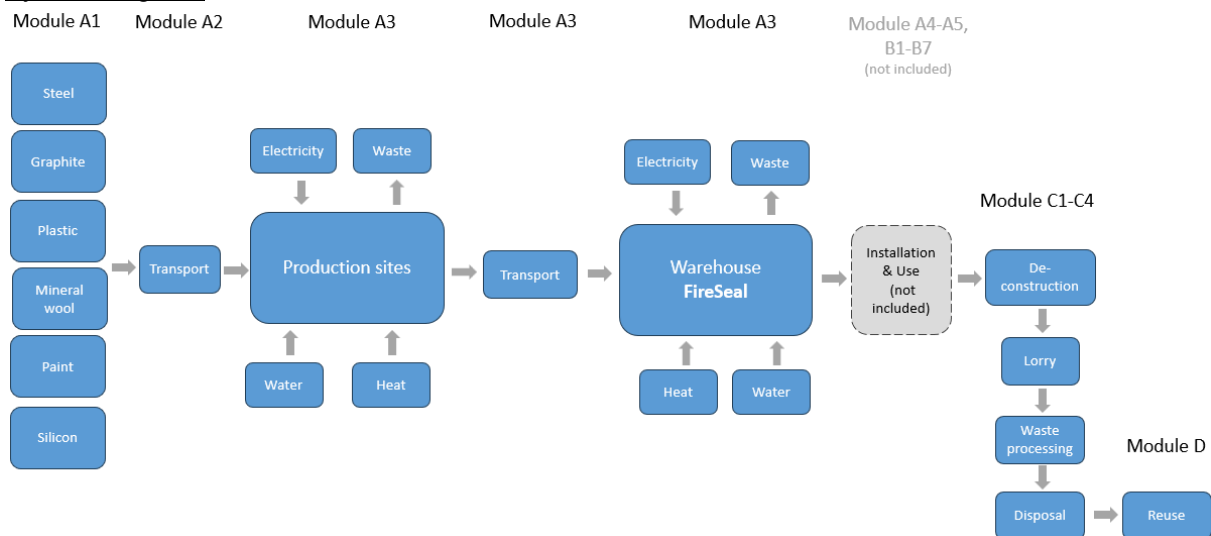 Module A1
Module A2
Module A3
Module A3
Module A3
Module A4-A5,
B1-B7
(not included)
Steel
Graphite
Plastic
Mineral
wool
Paint
Silicon
Transport
Electricity
Waste
Production sites
Water
Heat
Transport
Electricity
Waste
Warehouse
FireSeal
Heat
Water
Installation
& Use
(not
included)
Module C1-C4
De-
construction
Lorry
Waste
processing
Disposal
Module D
Reuse